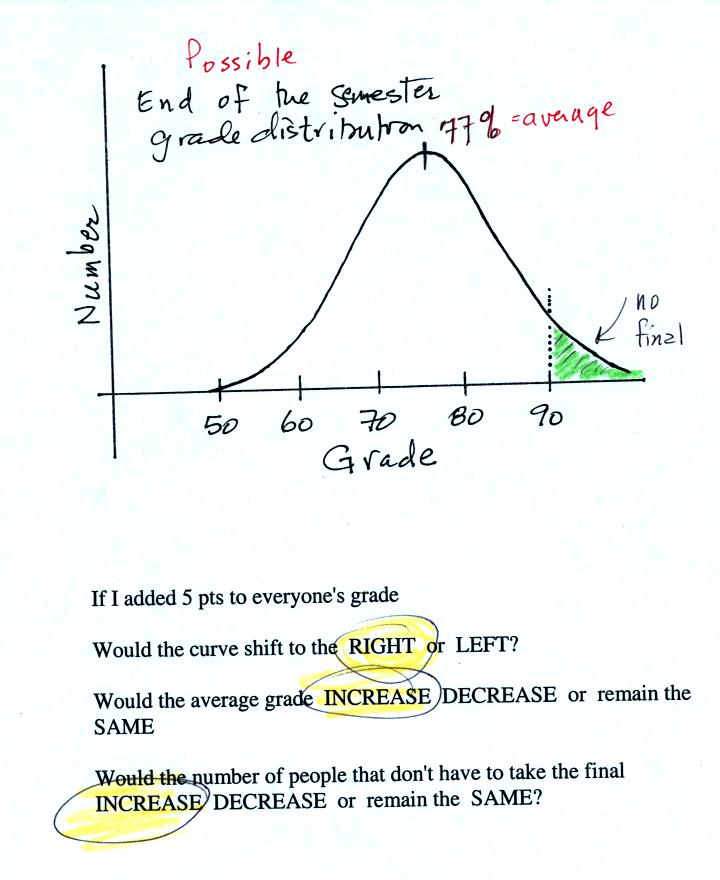 Possible
End of the semester
grade distribution 77% = average
Number
no
final
50 60 70 80 90
Grade
If I added 5 pts to everyone's grade
Would the curve shift to the RIGHT or LEFT?
Would the average grade INCREASE DECREASE or remain the
SAME
Would the number of people that don't have to take the final
INCREASE DECREASE or remain the SAME?